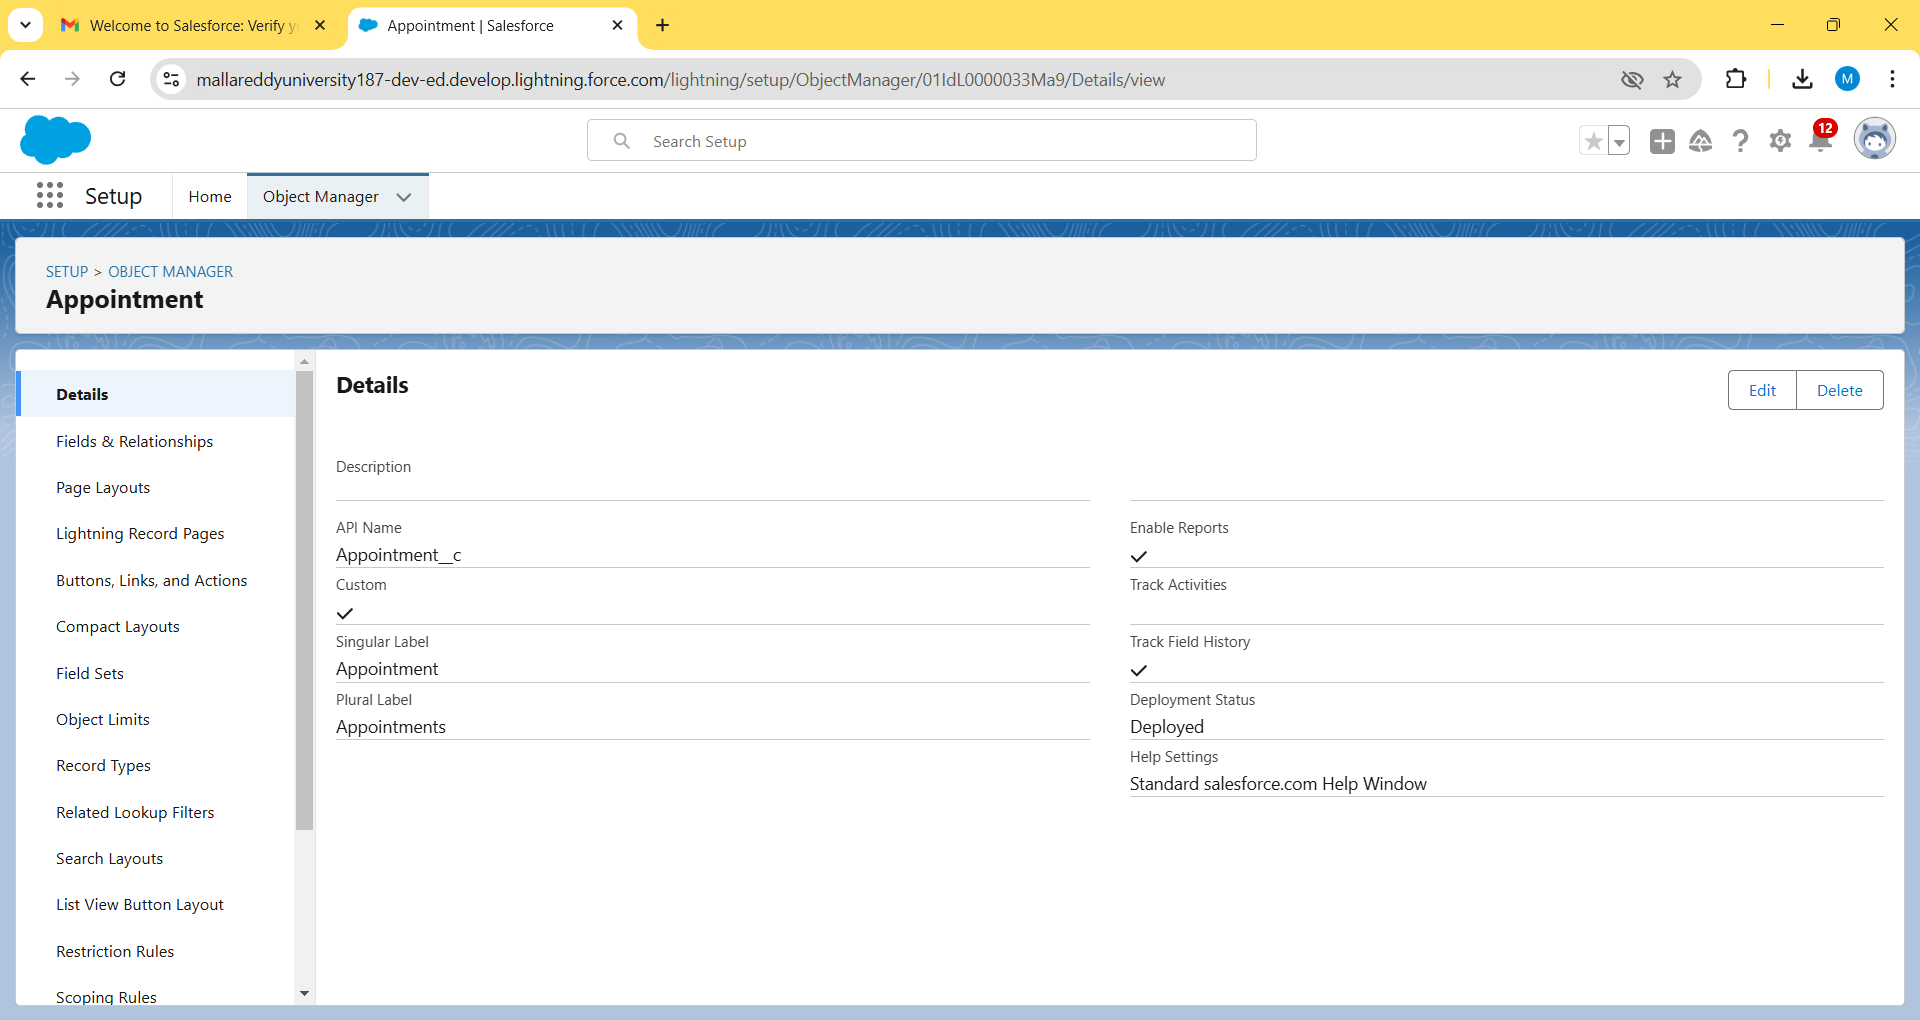 Welcome to Salesforce: Verify y
Appointment | Salesforce
mallareddyuniversity187-dev-ed.develop.lightning.force.com/lightning/setup/ObjectManager/01IdL0000033Ma9/Details/view
M
Search Setup
12
Setup
Home
Object Manager
SETUP > OBJECT MANAGER
Appointment
Details
Fields & Relationships
Page Layouts
Lightning Record Pages
Buttons, Links, and Actions
Compact Layouts
Field Sets
Object Limits
Record Types
Related Lookup Filters
Search Layouts
List View Button Layout
Restriction Rules
Scoping Rules
Details
Edit
Delete
Description
API Name
Appointment__c
Custom
Singular Label
Appointment
Plural Label
Appointments
Enable Reports
Track Activities
Track Field History
Deployment Status
Deployed
Help Settings
Standard salesforce.com Help Window